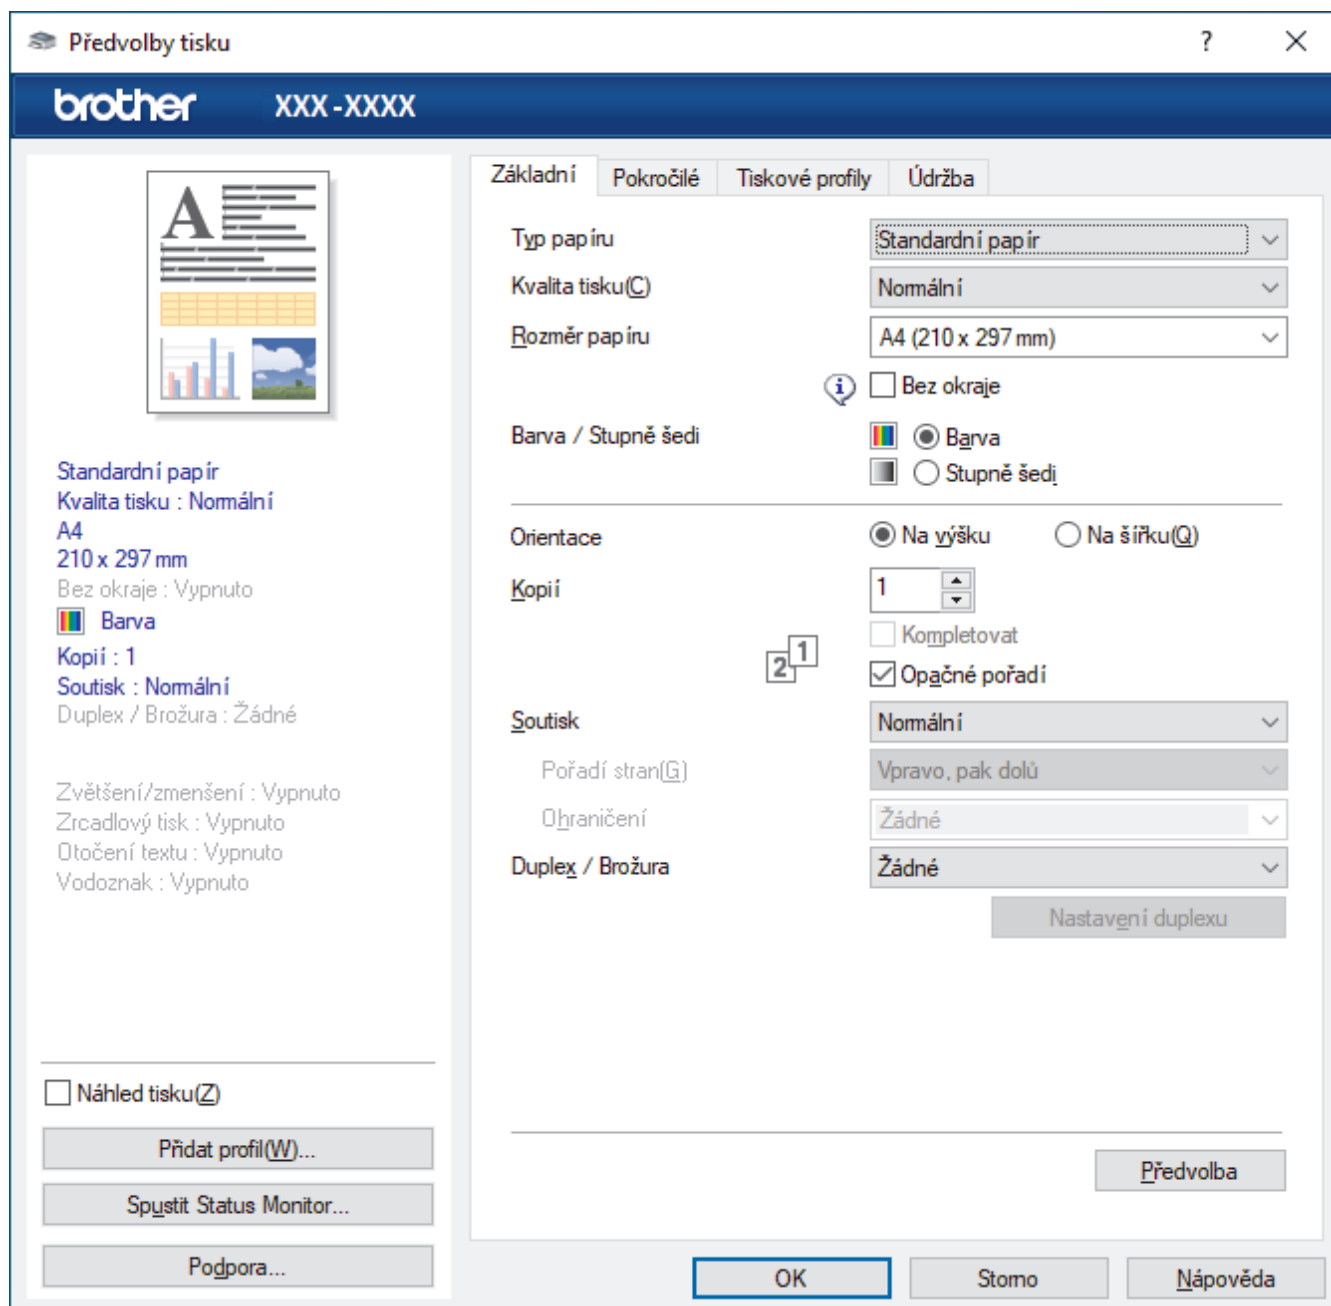 Předvolby tisku
?
brother XXX-XXXX
A
Standardní papír
Kvalita tisku : Normální
A4
210 x 297 mm
Bez okraje : Vypnuto
Barva
Kopií : 1
Soutisk : Normální
Duplex / Brožura : Žádné
Zvětšení/zmenšení : Vypnuto
Zrcadlový tisk : Vypnuto
Otočení textu : Vypnuto
Vodoznak : Vypnuto
Náhled tisku(Z)
Přidat profil(W)...
Spustit Status Monitor...
Podpora...
Základní Pokročilé Tiskové profily Údržba
Typ papíru Standardní papír
Kvalita tisku(C) Normální
Rozměr papíru A4 (210 x 297 mm)
i Bez okraje
Barva / Stupně šedi Barva
Stupně šedi
Orientace Na výšku Na šířku(Q)
Kopií 1
Kompletovat
2 1 Opačné pořadí
Soutisk Normální
Pořadí stran(G) Vpravo, pak dolů
Ohraničení Žádné
Duplex / Brožura Žádné
Nastavení duplexu
Předvolba
OK Storno Nápověda